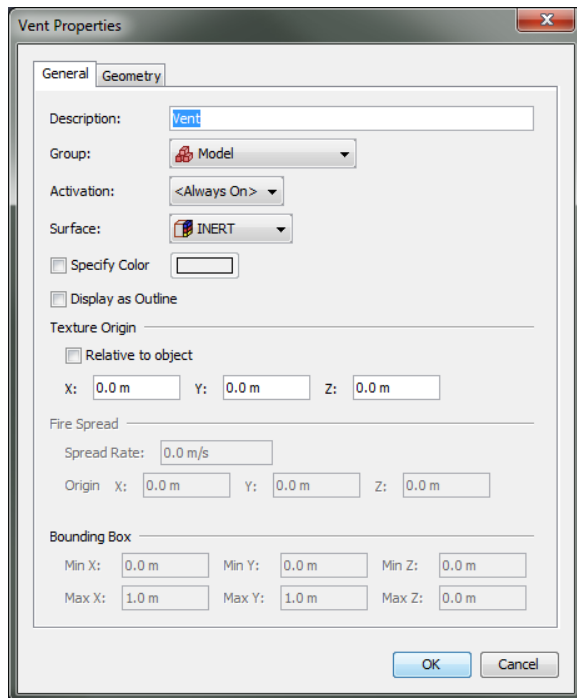 Vent Properties
General Geometry
Description: Vent
Group: Model
Activation: <Always On>
Surface: INERT
Specify Color
Display as Outline
Texture Origin
Relative to object
X: 0.0 m Y: 0.0 m Z: 0.0 m
Fire Spread
Spread Rate: 0.0 m/s
Origin X: 0.0 m Y: 0.0 m Z: 0.0 m
Bounding Box
Min X: 0.0 m Min Y: 0.0 m Min Z: 0.0 m
Max X: 1.0 m Max Y: 1.0 m Max Z: 0.0 m
OK Cancel